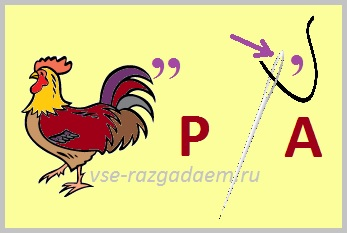 ,, ,
Р А
vse-razgadaem.ru